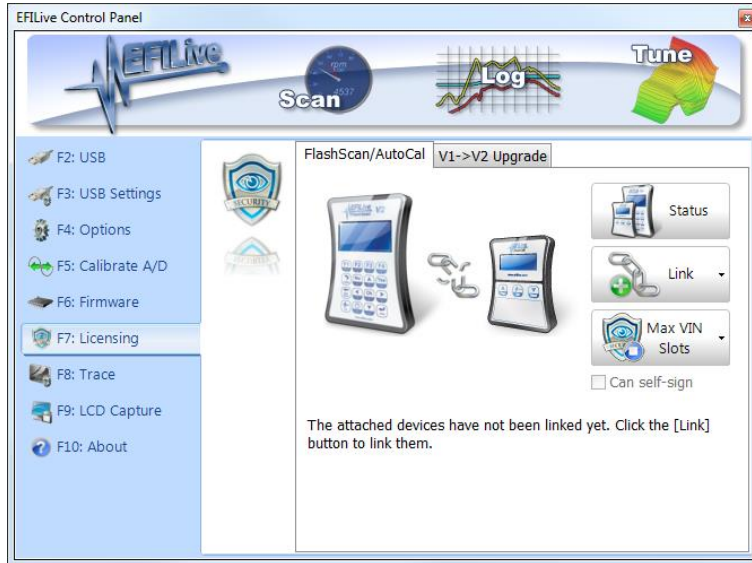 EFILive Control Panel
EFILive
Scan
rpm
4537
Log
Tune
F2: USB
F3: USB Settings
F4: Options
F5: Calibrate A/D
F6: Firmware
F7: Licensing
F8: Trace
F9: LCD Capture
F10: About
SECURITY
FlashScan/AutoCal
V1->V2 Upgrade
Status
Link
Max VIN
Slots
Can self-sign
The attached devices have not been linked yet. Click the [Link]
button to link them.